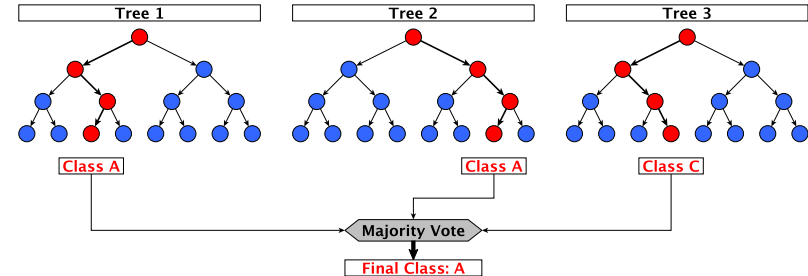 Tree 1
Tree 2
Tree 3
Class A
Class A
Class C
Majority Vote
Final Class: A